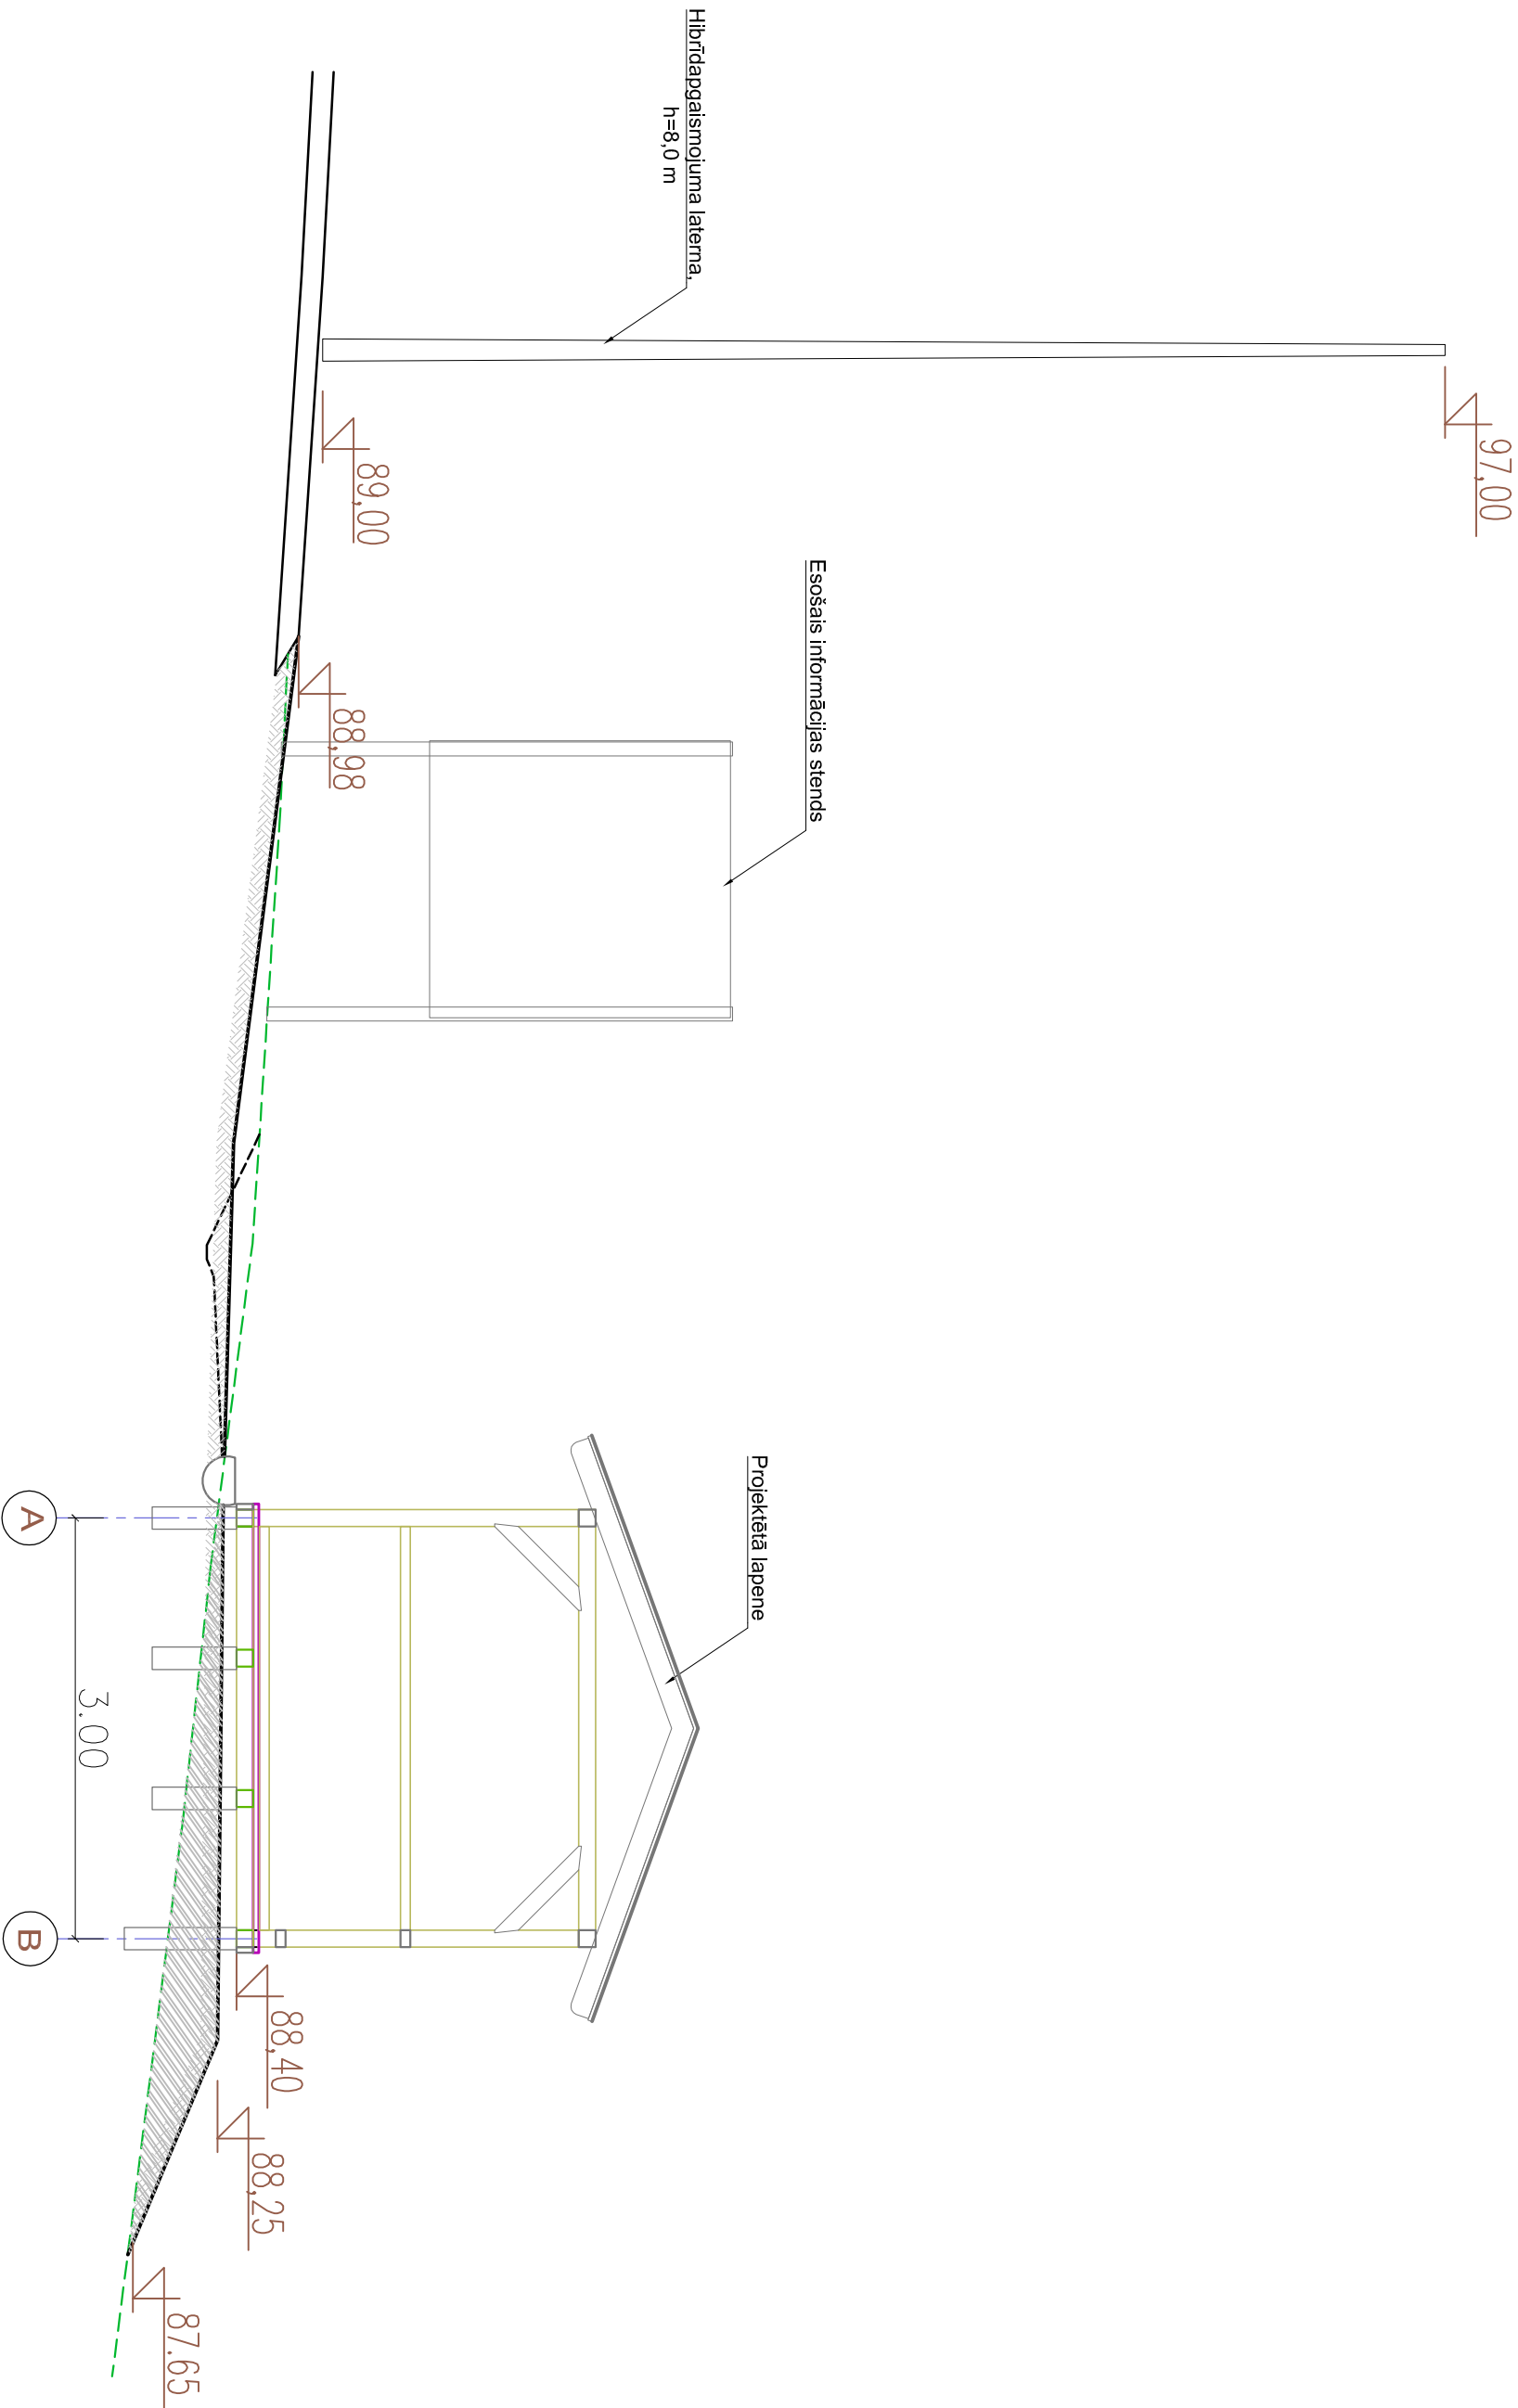 Hibrīdapgaismojuma laterna,
h=8,0 m
97,00
89,00
Esošais informācijas stends
88,98
Projektētā lapene
88,40
88,25
87.65
3.00
A
B